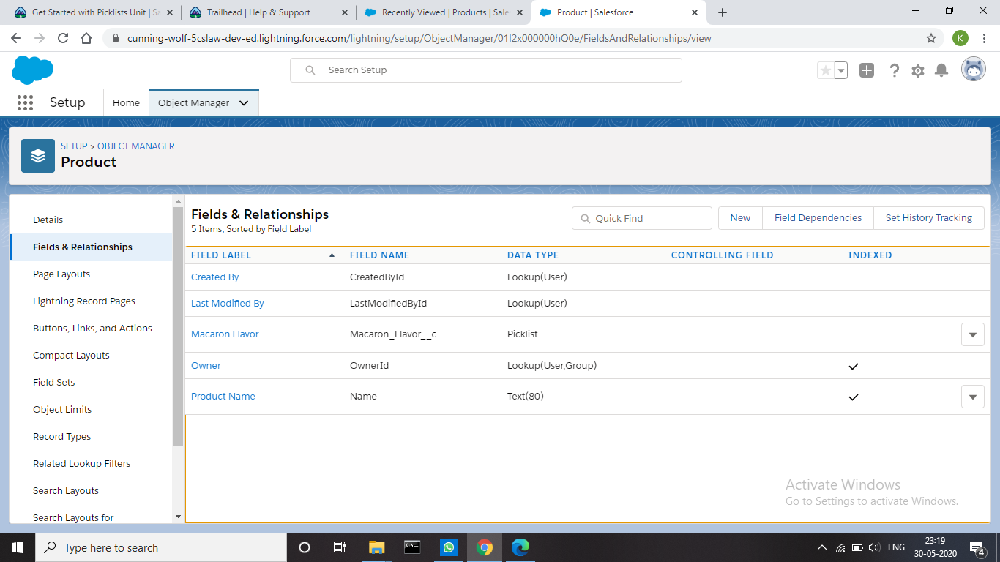 Get Started with Picklists Unit | Sa
Trailhead | Help & Support
Recently Viewed | Products | Sale
Product | Salesforce
cunning-wolf-5cslaw-dev-ed.lightning.force.com/lightning/setup/ObjectManager/01I2x000000hQ0e/FieldsAndRelationships/view
K
Search Setup
Setup
Home
Object Manager
SETUP > OBJECT MANAGER
Product
Details
Fields & Relationships
Page Layouts
Lightning Record Pages
Buttons, Links, and Actions
Compact Layouts
Field Sets
Object Limits
Record Types
Related Lookup Filters
Search Layouts
Search Layouts for
Fields & Relationships
5 Items, Sorted by Field Label
Quick Find
New
Field Dependencies
Set History Tracking
FIELD LABEL FIELD NAME DATA TYPE CONTROLLING FIELD INDEXED
Created By CreatedById Lookup(User)
Last Modified By LastModifiedById Lookup(User)
Macaron Flavor Macaron_Flavor__c Picklist
Owner OwnerId Lookup(User,Group)
Product Name Name Text(80)
Activate Windows
Go to Settings to activate Windows.
Type here to search
ENG
23:19
30-05-2020
4